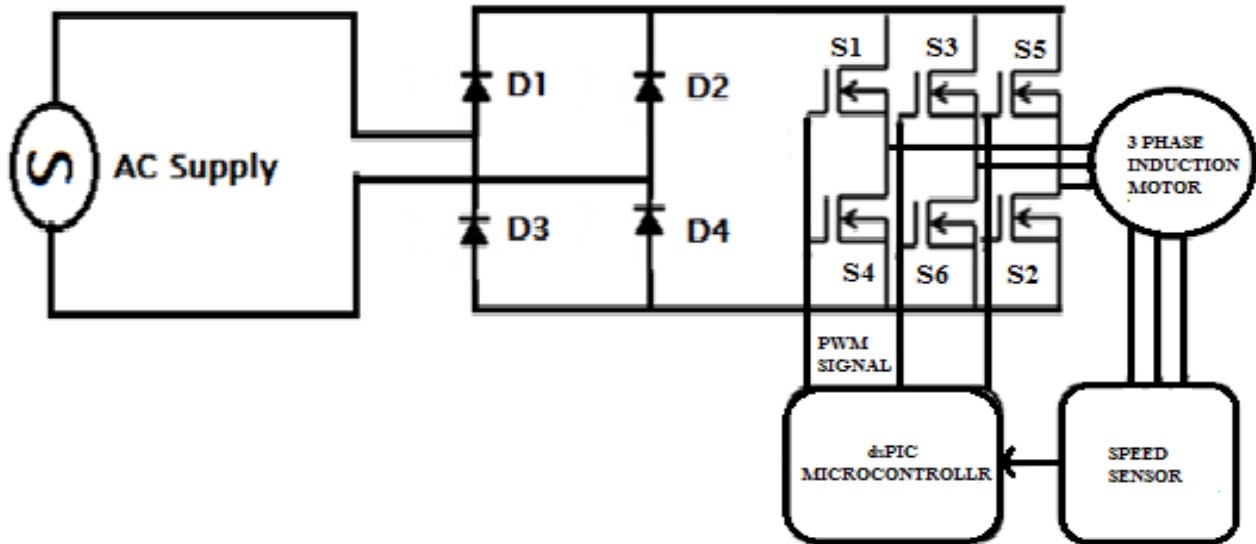 S1
S3
S5
D1
D2
3 PHASE
INDUCTION
MOTOR
S
AC Supply
D3
D4
S4
S6
S2
PWM
SIGNAL
dsPIC
MICROCONTROLLR
SPEED
SENSOR